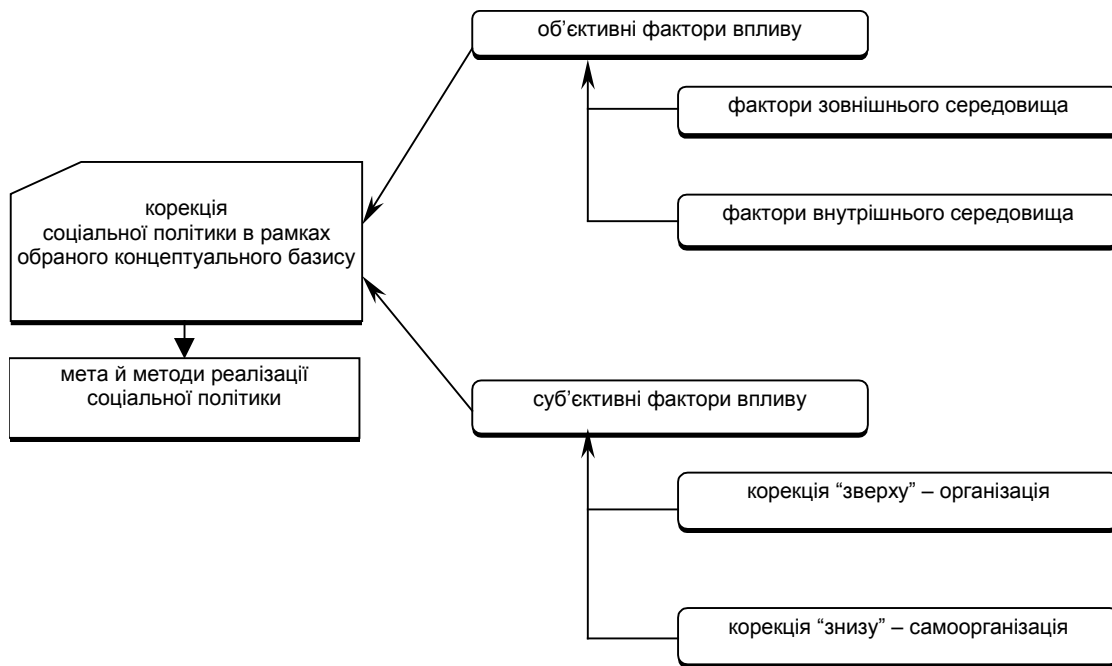 об’єктивні фактори впливу
фактори зовнішнього середовища
фактори внутрішнього середовища
корекція
соціальної політики в рамках
обраного концептуального базису
мета й методи реалізації
соціальної політики
суб’єктивні фактори впливу
корекція “зверху” – організація
корекція “знизу” – самоорганізація